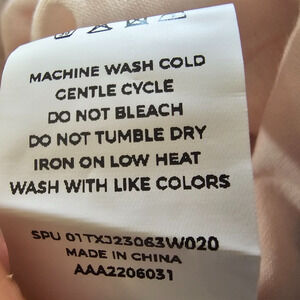 MACHINE WASH COLD
GENTLE CYCLE
DO NOT BLEACH
DO NOT TUMBLE DRY
IRON ON LOW HEAT
WASH WITH LIKE COLORS
SPU 01TXJ23063W020
MADE IN CHINA
AAA2206031